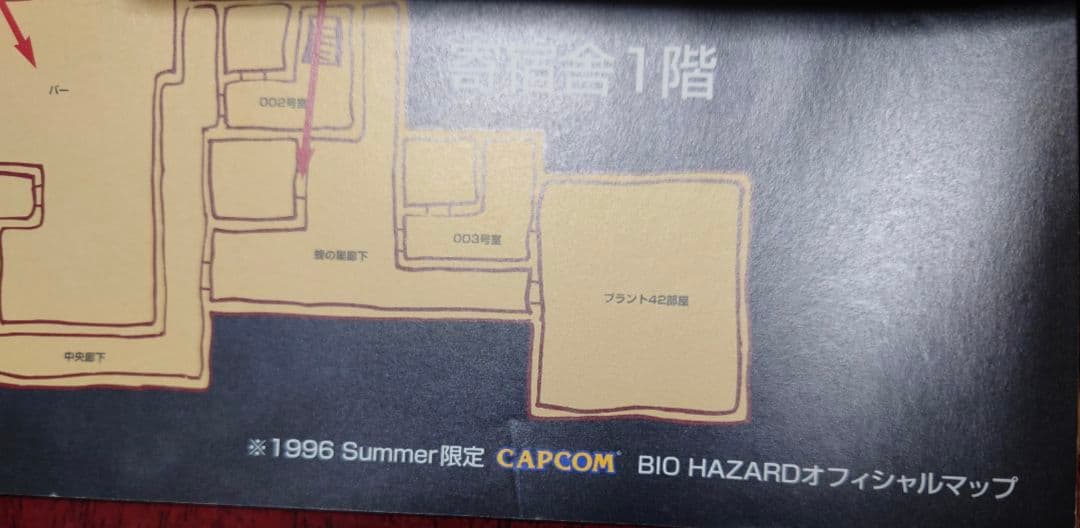 寄宿舎1階
バー
002号室
003号室
蜂の巣廊下
プラント42部屋
中央廊下
※1996 Summer限定 CAPCOM® BIO HAZARDオフィシャルマップ